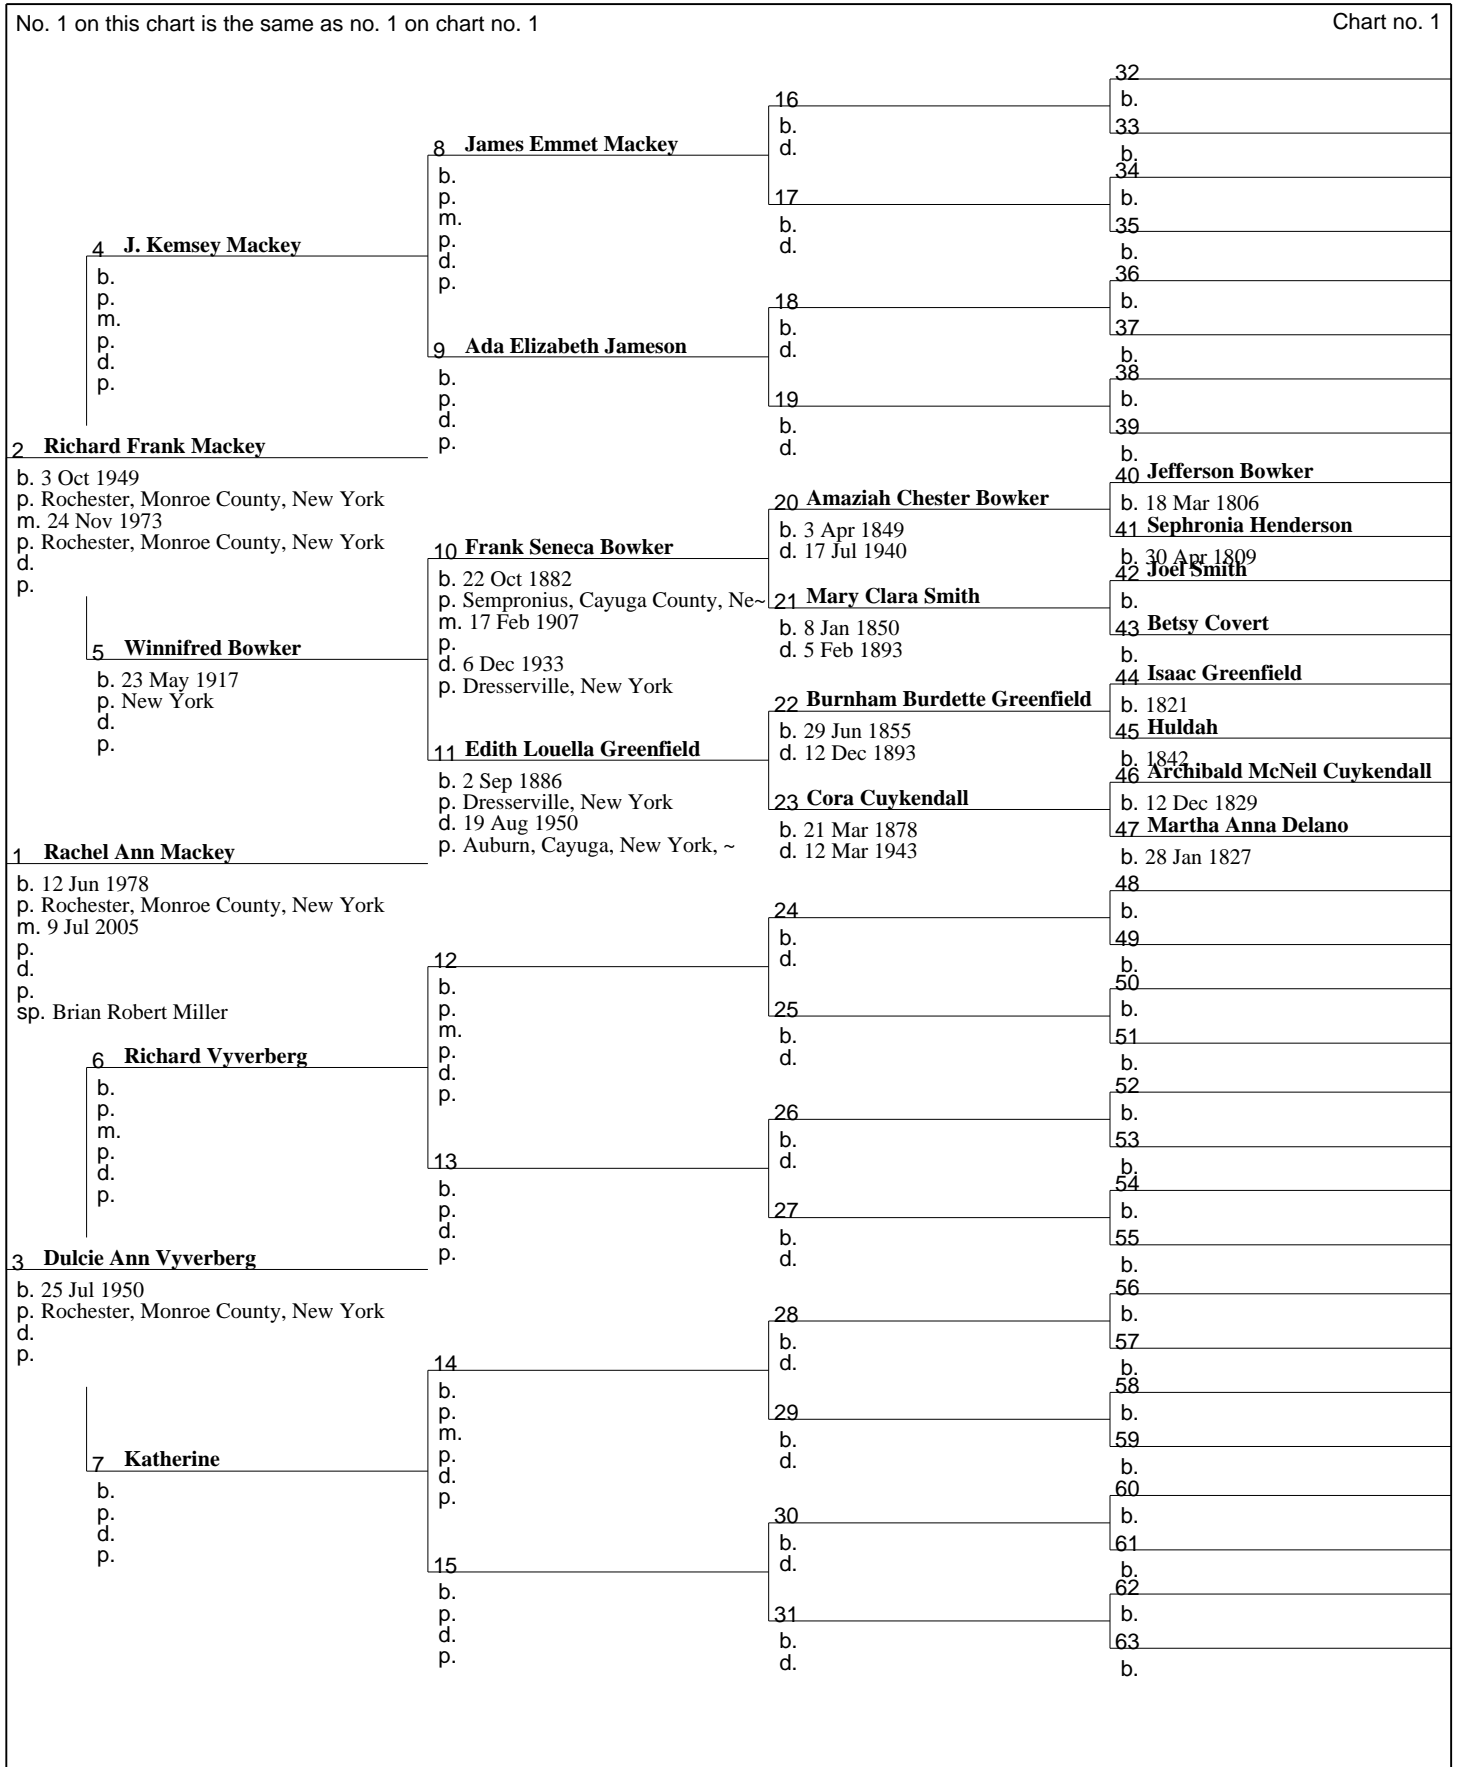 No. 1 on this chart is the same as no. 1 on chart no. 1
Chart no. 1
2 Richard Frank Mackey
b. 3 Oct 1949
p. Rochester, Monroe County, New York
m. 24 Nov 1973
p. Rochester, Monroe County, New York
d.
p.
1 Rachel Ann Mackey
b. 12 Jun 1978
p. Rochester, Monroe County, New York
m. 9 Jul 2005
p.
d.
p.
sp. Brian Robert Miller
3 Dulcie Ann Vyverberg
b. 25 Jul 1950
p. Rochester, Monroe County, New York
d.
p.
4 J. Kemsey Mackey
b.
p.
m.
p.
d.
p.
5 Winnifred Bowker
b. 23 May 1917
p. New York
d.
p.
6 Richard Vyverberg
b.
p.
m.
p.
d.
p.
7 Katherine
b.
p.
d.
p.
8 James Emmet Mackey
b.
p.
m.
p.
d.
p.
9 Ada Elizabeth Jameson
b.
p.
d.
p.
10 Frank Seneca Bowker
b. 22 Oct 1882
p. Sempronius, Cayuga County, Ne~
m. 17 Feb 1907
p.
d. 6 Dec 1933
p. Dresserville, New York
11 Edith Louella Greenfield
b. 2 Sep 1886
p. Dresserville, New York
d. 19 Aug 1950
p. Auburn, Cayuga, New York, ~
12
b.
p.
m.
p.
d.
p.
13
b.
p.
d.
p.
14
b.
p.
m.
p.
d.
p.
15
b.
p.
d.
p.
16
b.
d.
17
b.
d.
18
b.
d.
19
b.
d.
20 Amaziah Chester Bowker
b. 3 Apr 1849
d. 17 Jul 1940
21 Mary Clara Smith
b. 8 Jan 1850
d. 5 Feb 1893
22 Burnham Burdette Greenfield
b. 29 Jun 1855
d. 12 Dec 1893
23 Cora Cuykendall
b. 21 Mar 1878
d. 12 Mar 1943
24
b.
d.
25
b.
d.
26
b.
d.
27
b.
d.
28
b.
d.
29
b.
d.
30
b.
d.
31
b.
d.
32
b.
33
b.
34
b.
35
b.
36
b.
37
b.
38
b.
39
b.
40 Jefferson Bowker
b. 18 Mar 1806
41 Sephronia Henderson
b. 30 Apr 1809
42 Joel Smith
b.
43 Betsy Covert
b.
44 Isaac Greenfield
b. 1821
45 Huldah
b. 1842
46 Archibald McNeil Cuykendall
b. 12 Dec 1829
47 Martha Anna Delano
b. 28 Jan 1827
48
b.
49
b.
50
b.
51
b.
52
b.
53
b.
54
b.
55
b.
56
b.
57
b.
58
b.
59
b.
60
b.
61
b.
62
b.
63
b.